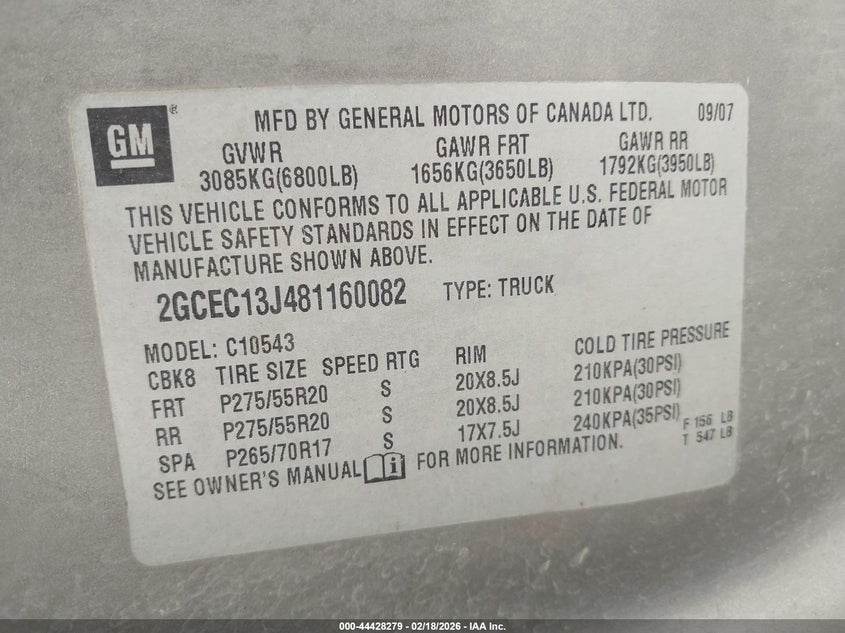 GM ® MFD BY GENERAL MOTORS OF CANADA LTD. 09/07
GVWR GAWR FRT GAWR RR
3085KG(6800LB) 1656KG(3650LB) 1792KG(3950LB)
THIS VEHICLE CONFORMS TO ALL APPLICABLE U.S. FEDERAL MOTOR
VEHICLE SAFETY STANDARDS IN EFFECT ON THE DATE OF
MANUFACTURE SHOWN ABOVE.
2GCEC13J481160082 TYPE: TRUCK
MODEL: C10543
CBK8 TIRE SIZE SPEED RTG RIM COLD TIRE PRESSURE
FRT P275/55R20 S 20X8.5J 210KPA(30PSI)
RR P275/55R20 S 20X8.5J 210KPA(30PSI)
SPA P265/70R17 S 17X7.5J 240KPA(35PSI) F 156 LB
T 547 LB
SEE OWNER'S MANUAL FOR MORE INFORMATION.
000-44428279 - 02/18/2026 - IAA Inc.